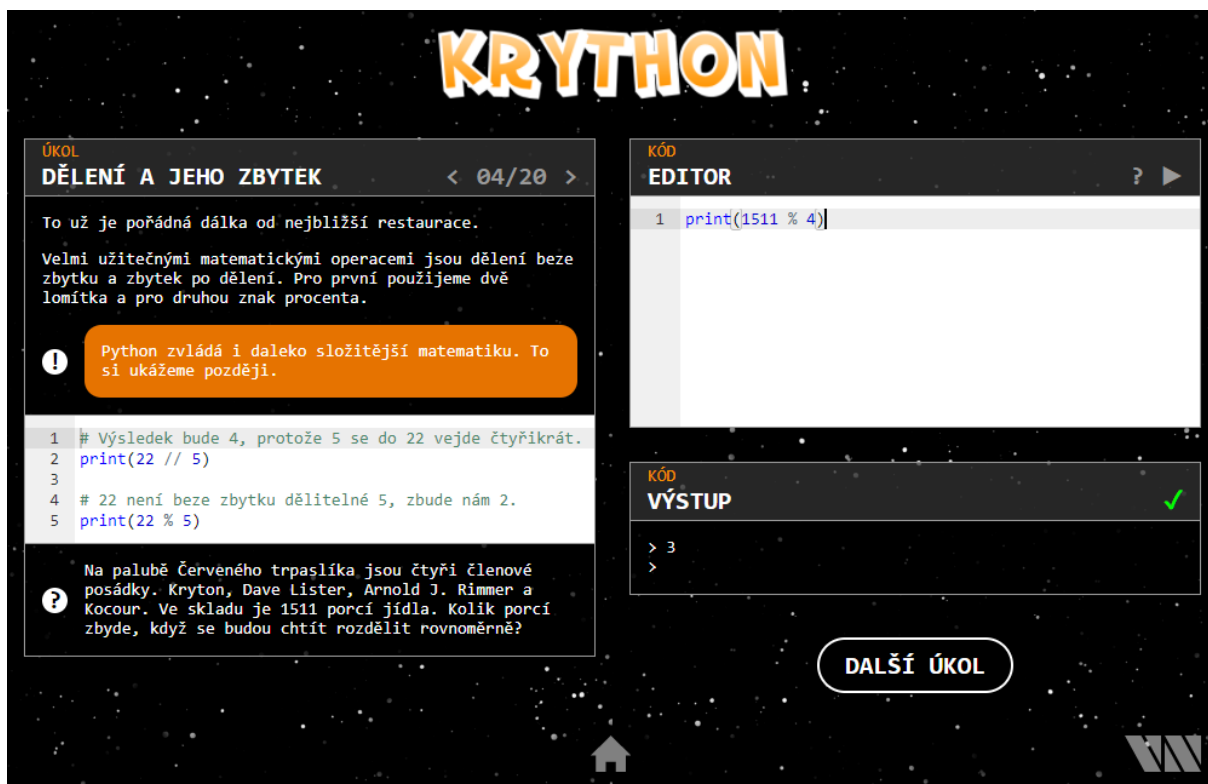 KRYTHON
ÚKOL
DĚLENÍ A JEHO ZBYTEK < 04/20 >
To už je pořádná dálka od nejbližší restaurace.
Velmi užitečnými matematickými operacemi jsou dělení beze
zbytku a zbytek po dělení. Pro první použijeme dvě
lomítka a pro druhou znak procenta.
! Python zvládá i daleko složitější matematiku. To
si ukážeme později.
1 # Výsledek bude 4, protože 5 se do 22 vejde čtyřikrát.
2 print(22 // 5)
3
4 # 22 není beze zbytku dělitelné 5, zbude nám 2.
5 print(22 % 5)
Na palubě Červeného trpaslíka jsou čtyři členové
posádky. Kryton, Dave Lister, Arnold J. Rimmer a
? Kocour. Ve skladu je 1511 porcí jídla. Kolik porcí
zbyde, když se budou chtít rozdělit rovnoměrně?
KÓD
EDITOR ?
1 print(1511 % 4)
KÓD
VÝSTUP
> 3
>
DALŠÍ ÚKOL